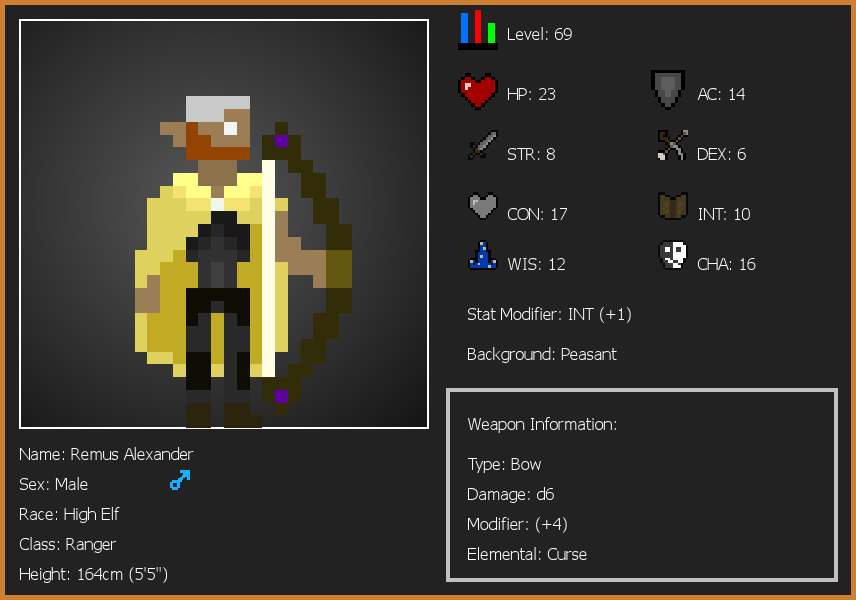 Level: 69
HP: 23
AC: 14
STR: 8
DEX: 6
CON: 17
INT: 10
WIS: 12
CHA: 16
Stat Modifier: INT (+1)
Background: Peasant
Weapon Information:
Type: Bow
Damage: d6
Modifier: (+4)
Elemental: Curse
Name: Remus Alexander
Sex: Male
Race: High Elf
Class: Ranger
Height: 164cm (5'5")